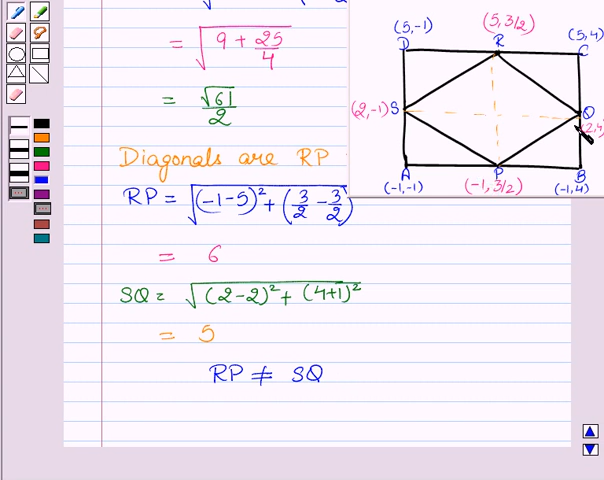 = √(9 + 25/4)
= √61/2
Diagonals are RP
RP = √((-1-5)² + (3/2 - 3/2)
= 6
SQ = √((2-2)² + (4+1)²
= 5
RP ≠ SQ
(5,-1) (5,3/2) (5,4)
D R C
(2,-1) S Q
A P B
(-1,-1) (-1,3/2) (-1,4)